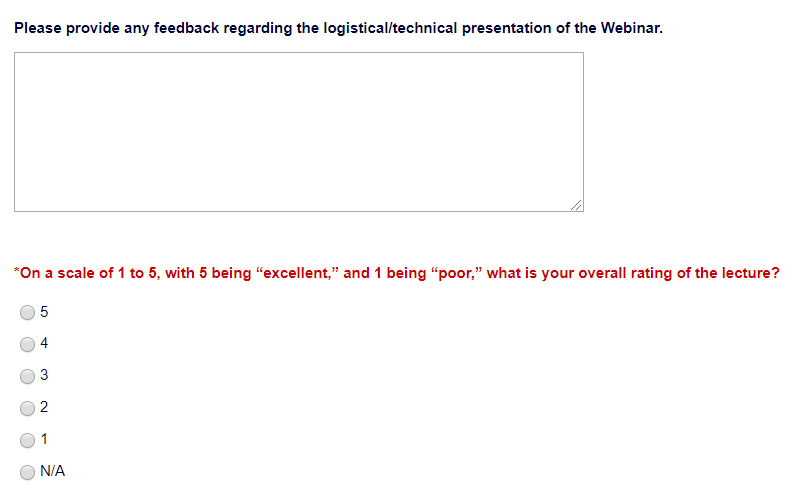 Please provide any feedback regarding the logistical/technical presentation of the Webinar.
*On a scale of 1 to 5, with 5 being “excellent,” and 1 being “poor,” what is your overall rating of the lecture?
5
4
3
2
1
N/A